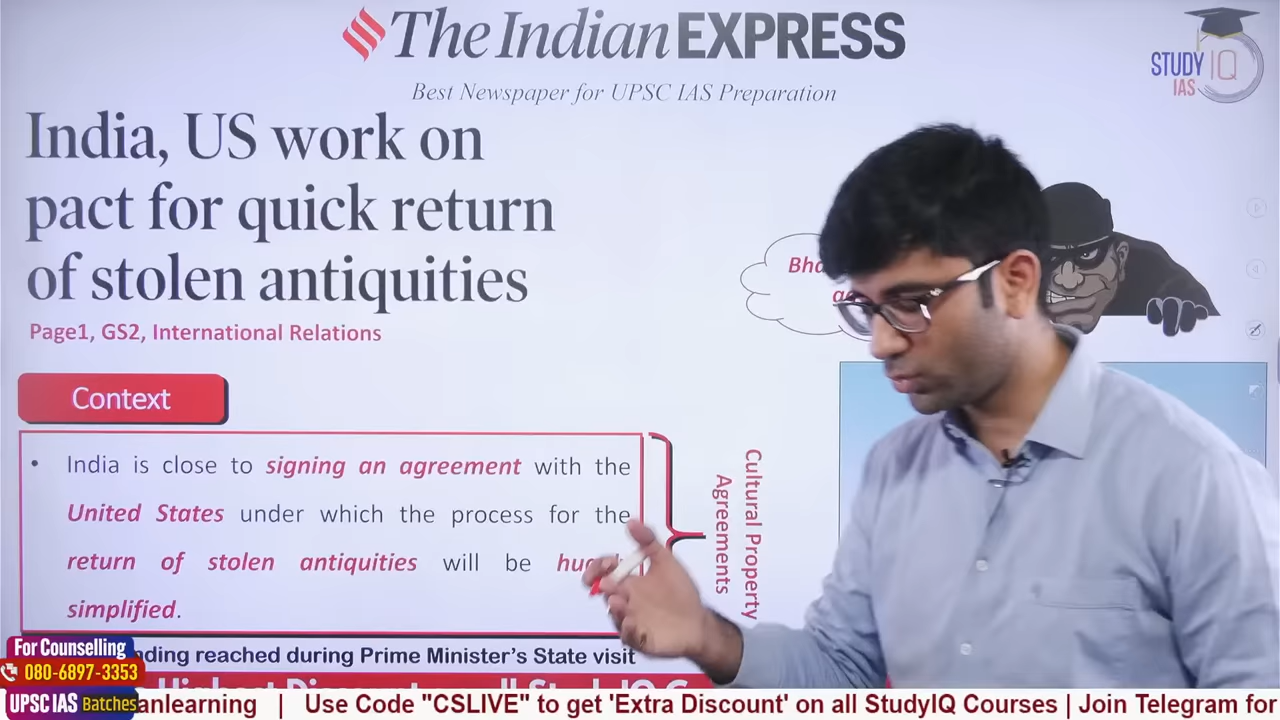 The Indian EXPRESS
STUDY IQ
IAS
Best Newspaper for UPSC IAS Preparation
India, US work on
pact for quick return
of stolen antiquities
Page1, GS2, International Relations
Context
• India is close to signing an agreement with the
United States under which the process for the
return of stolen antiquities will be
simplified.
Cultural Property
Agreements
For Counselling
080-6897-3353
reached during Prime Minister's State visit
UPSC IAS Batches
| Use Code "CSLIVE" to get 'Extra Discount' on all StudyIQ Courses | Join Telegram for